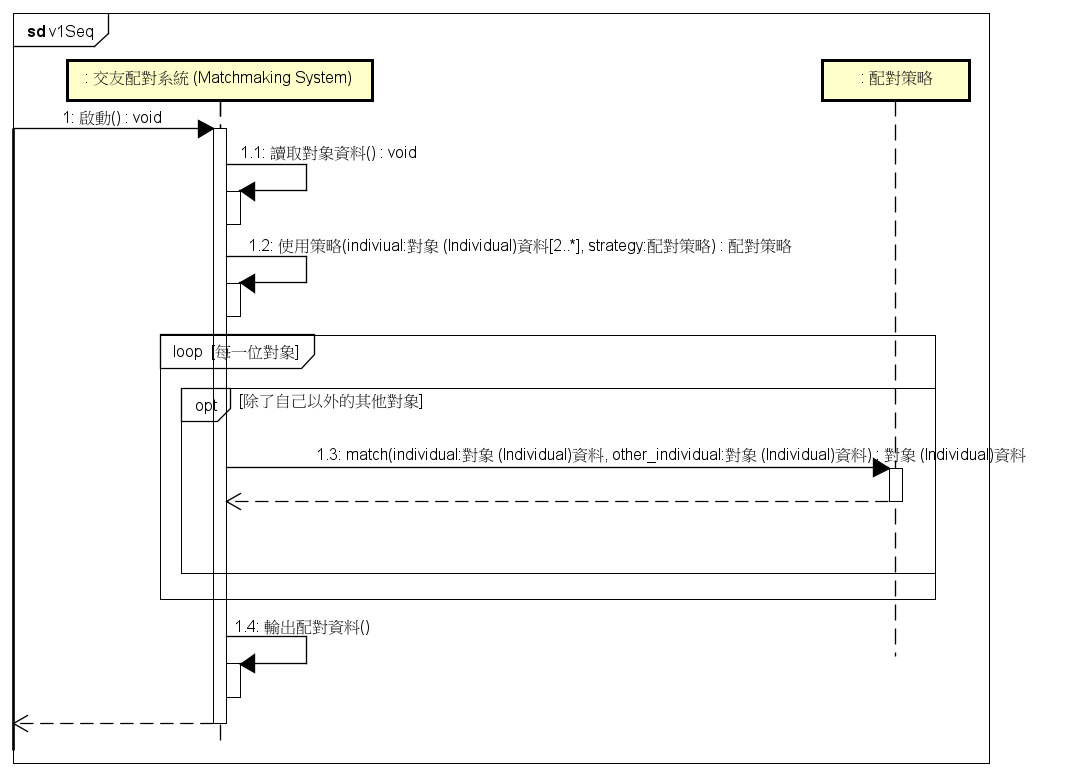 sd v1Seq
: 交友配對系統 (Matchmaking System)
: 配對策略
1: 啟動() : void
1.1: 讀取對象資料() : void
1.2: 使用策略(indiviual:對象 (Individual)資料[2..*], strategy:配對策略) : 配對策略
loop [每一位對象]
opt [除了自己以外的其他對象]
1.3: match(individual:對象 (Individual)資料, other_individual:對象 (Individual)資料) : 對象 (Individual)資料
1.4: 輸出配對資料()